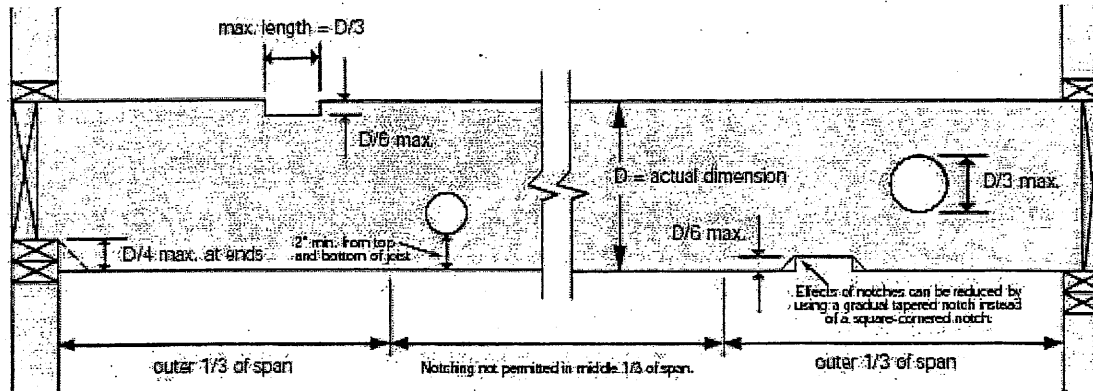 max. length = D/3
D/6 max.
D = actual dimension
D/3 max.
D/4 max. at ends
2" min. from top
and bottom of joist
D/6 max.
Effects of notches can be reduced by
using a gradual tapered notch instead
of a square-cornered notch.
outer 1/3 of span
Notching not permitted in middle 1/3 of span.
outer 1/3 of span